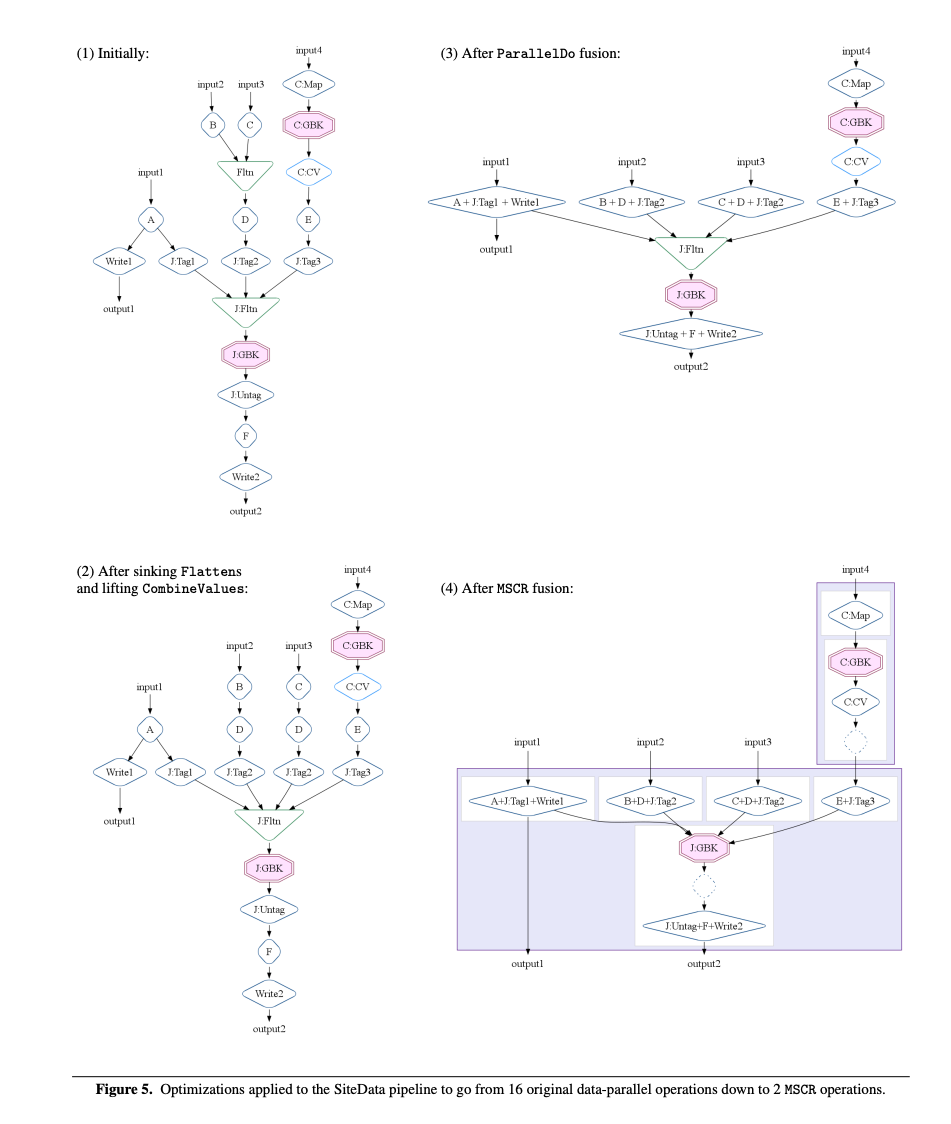 (1) Initially:
input4
C:Map
input2 input3
B C C:GBK
Fltn C:CV
input1
A D E
Write1 J:Tag1 J:Tag2 J:Tag3
output1 J:Fltn
J:GBK
J:Untag
F
Write2
output2
(3) After ParallelDo fusion:
input4
C:Map
C:GBK
input1 input2 input3 C:CV
A + J:Tag1 + Write1 B + D + J:Tag2 C + D + J:Tag2 E + J:Tag3
output1 J:Fltn
J:GBK
J:Untag + F + Write2
output2
(2) After sinking Flattens
and lifting CombineValues:
input4
C:Map
input2 input3 C:GBK
input1 B C C:CV
A D D E
Write1 J:Tag1 J:Tag2 J:Tag2 J:Tag3
output1 J:Fltn
J:GBK
J:Untag
F
Write2
output2
(4) After MSCR fusion:
input4
C:Map
C:GBK
C:CV
input1 input2 input3
A+J:Tag1+Write1 B+D+J:Tag2 C+D+J:Tag2 E+J:Tag3
J:GBK
J:Untag+F+Write2
output1 output2
Figure 5. Optimizations applied to the SiteData pipeline to go from 16 original data-parallel operations down to 2 MSCR operations.